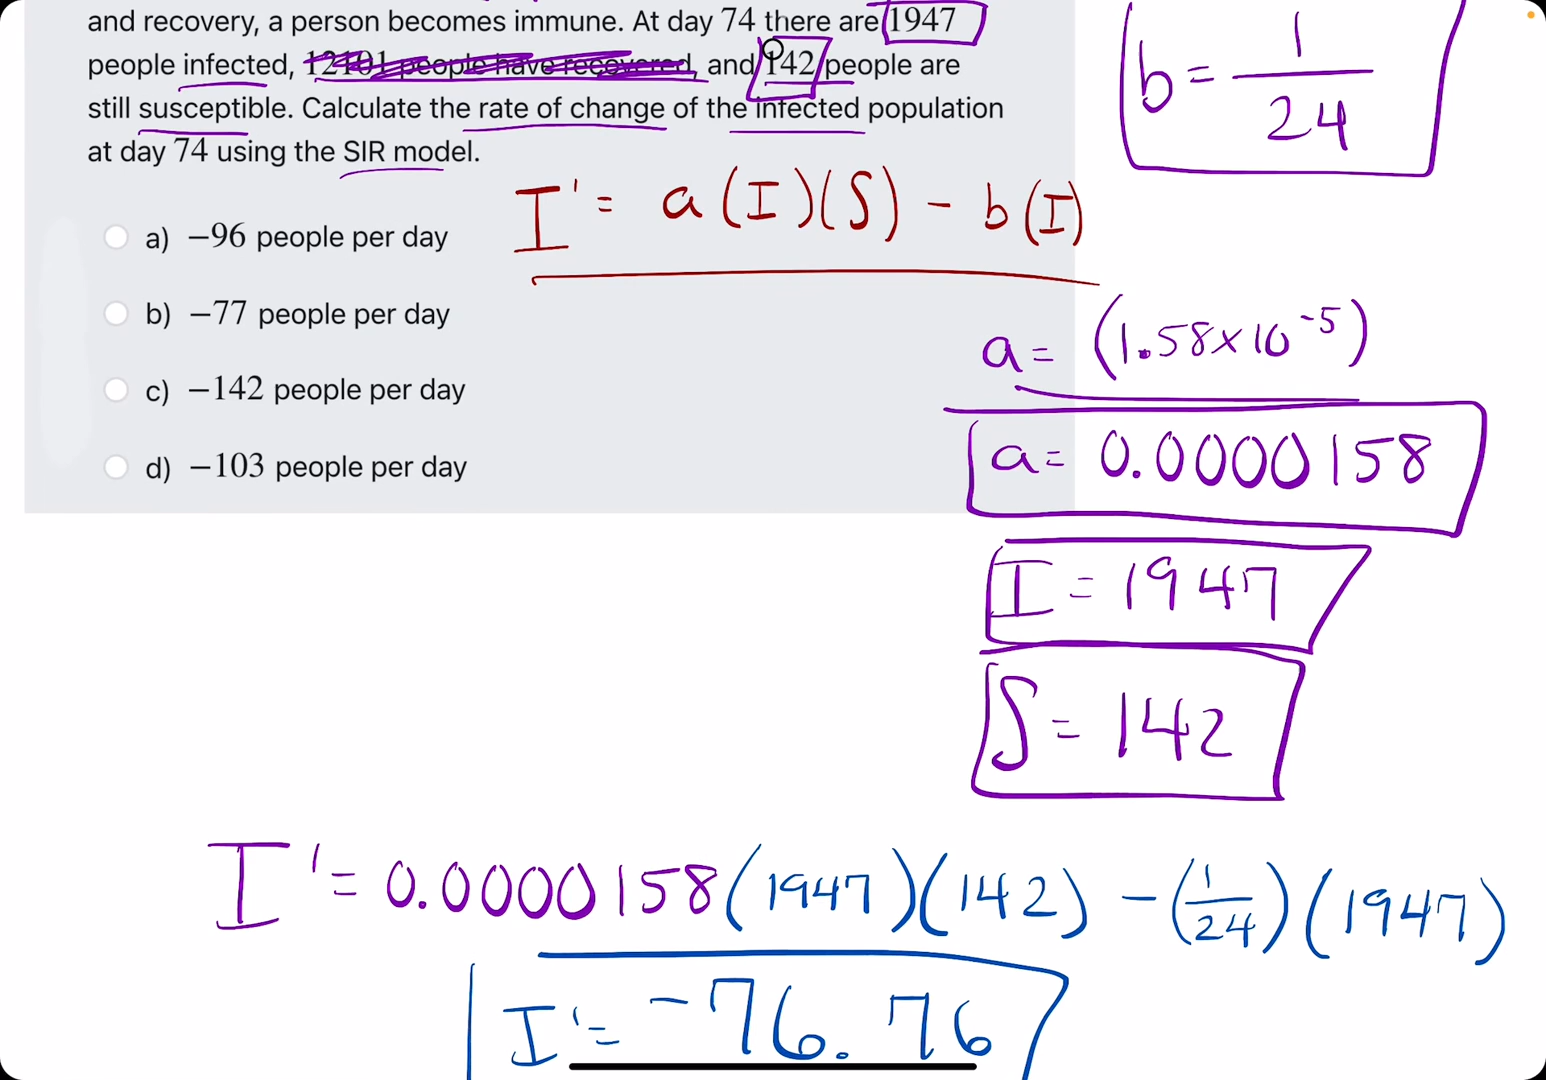 and recovery, a person becomes immune. At day 74 there are 1947
people infected, 12101 people have recovered, and 142 people are
still susceptible. Calculate the rate of change of the infected population
at day 74 using the SIR model.
b = 1/24
I' = a(I)(S) - b(I)
a) −96 people per day
b) −77 people per day
c) −142 people per day
d) −103 people per day
a = (1.58×10^-5)
a = 0.0000158
I = 1947
S = 142
I' = 0.0000158(1947)(142) - (1/24)(1947)
I' = -76.76